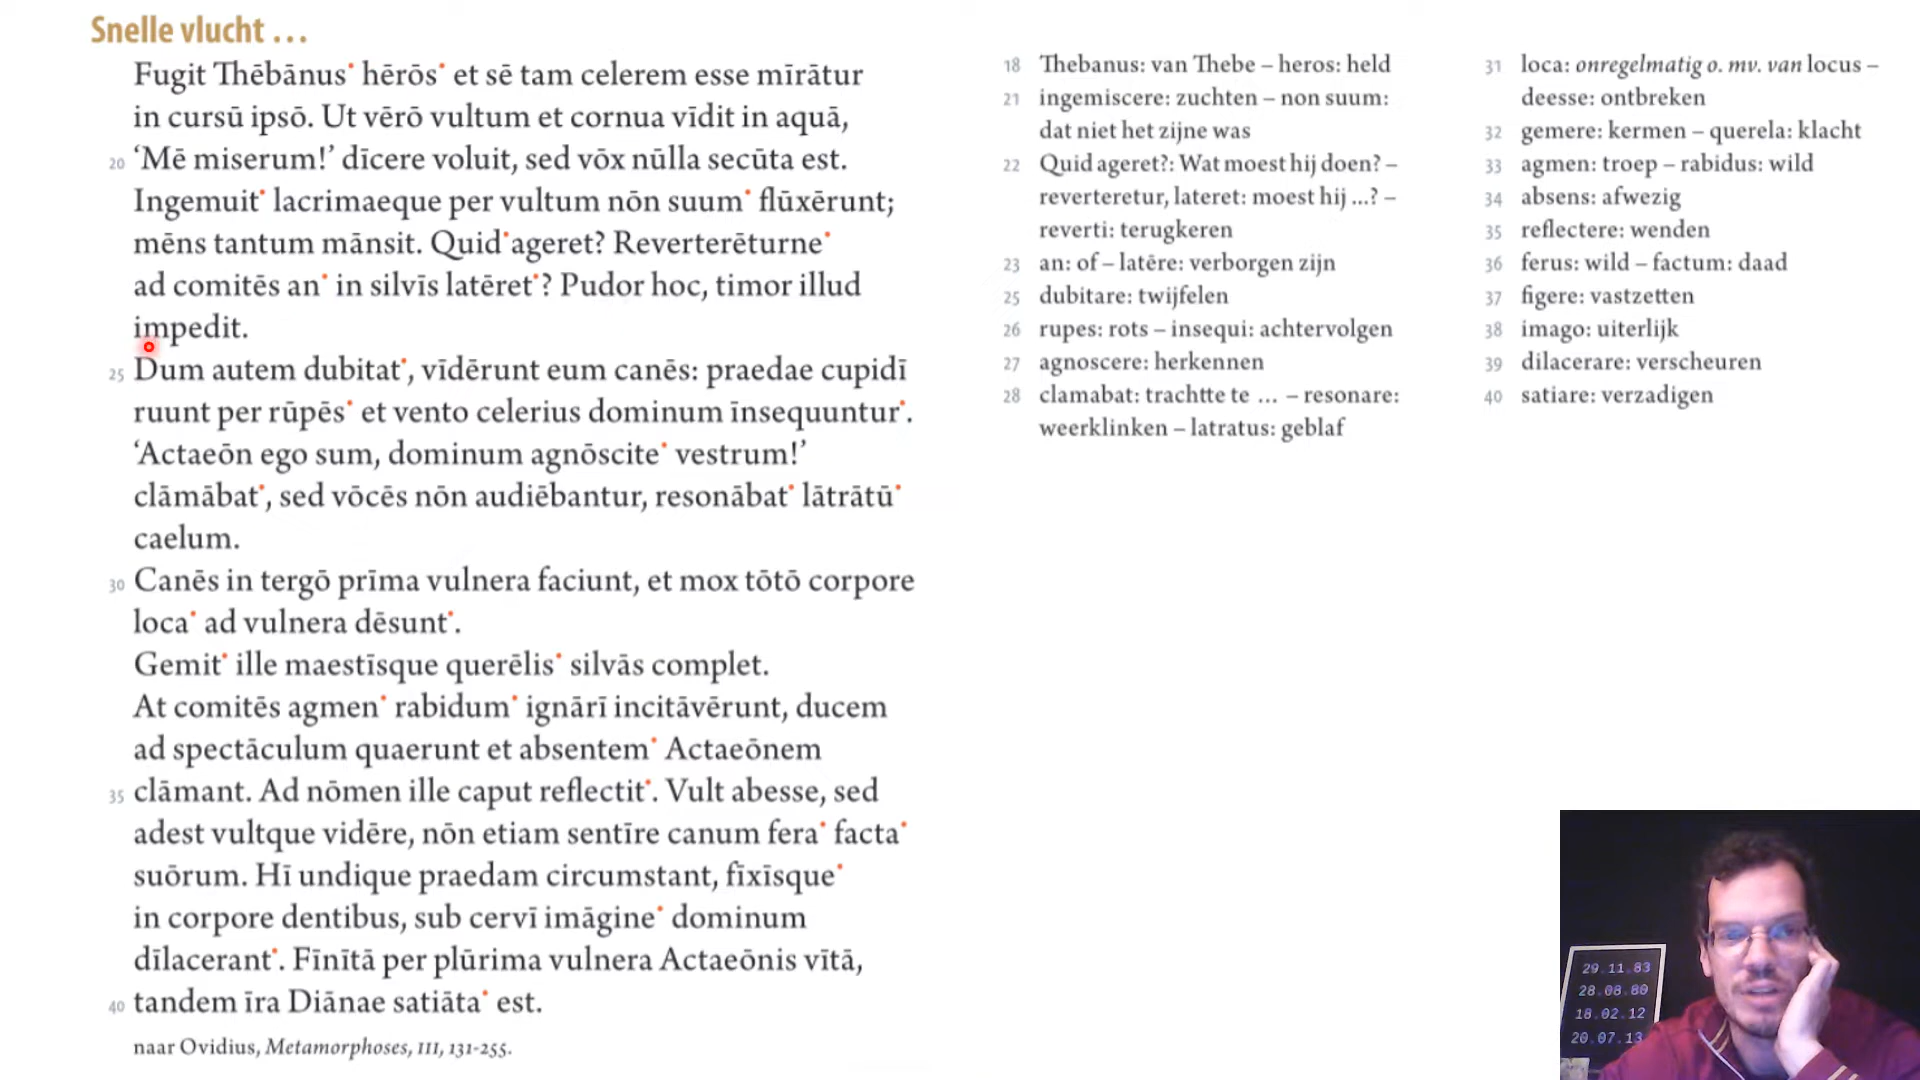 Snelle vlucht …
Fugit Thēbānus• hērōs• et sē tam celerem esse mīrātur
in cursū ipsō. Ut vērō vultum et cornua vīdit in aquā,
20 ‘Mē miserum!’ dīcere voluit, sed vōx nūlla secūta est.
Ingemuit• lacrimaeque per vultum nōn suum• flūxērunt;
mēns tantum mānsit. Quid•ageret? Reverterēturne•
ad comitēs an• in silvīs latēret•? Pudor hoc, timor illud
impedit.
25 Dum autem dubitat•, vīdērunt eum canēs: praedae cupidī
ruunt per rūpēs• et vento celerius dominum īnsequuntur•.
‘Actaeōn ego sum, dominum agnōscite• vestrum!’
clāmābat•, sed vōcēs nōn audiēbantur, resonābat• lātrātū•
caelum.
30 Canēs in tergō prīma vulnera faciunt, et mox tōtō corpore
loca• ad vulnera dēsunt•.
Gemit• ille maestīsque querēlis• silvās complet.
At comitēs agmen• rabidum• ignārī incitāvērunt, ducem
ad spectāculum quaerunt et absentem• Actaeōnem
35 clāmant. Ad nōmen ille caput reflectit•. Vult abesse, sed
adest vultque vidēre, nōn etiam sentīre canum fera• facta•
suōrum. Hī undique praedam circumstant, fīxīsque•
in corpore dentibus, sub cervī imāgine• dominum
dīlacerant•. Fīnītā per plūrima vulnera Actaeōnis vītā,
40 tandem īra Diānae satiāta• est.
naar Ovidius, Metamorphoses, III, 131-255.
18 Thebanus: van Thebe – heros: held
21 ingemiscere: zuchten – non suum:
dat niet het zijne was
22 Quid ageret?: Wat moest hij doen? –
reverteretur, lateret: moest hij ...? –
reverti: terugkeren
23 an: of – latēre: verborgen zijn
25 dubitare: twijfelen
26 rupes: rots – insequi: achtervolgen
27 agnoscere: herkennen
28 clamabat: trachtte te … – resonare:
weerklinken – latratus: geblaf
31 loca: onregelmatig o. mv. van locus –
deesse: ontbreken
32 gemere: kermen – querela: klacht
33 agmen: troep – rabidus: wild
34 absens: afwezig
35 reflectere: wenden
36 ferus: wild – factum: daad
37 figere: vastzetten
38 imago: uiterlijk
39 dilacerare: verscheuren
40 satiare: verzadigen
29.11.83
28.08.80
18.02.12
20.07.13